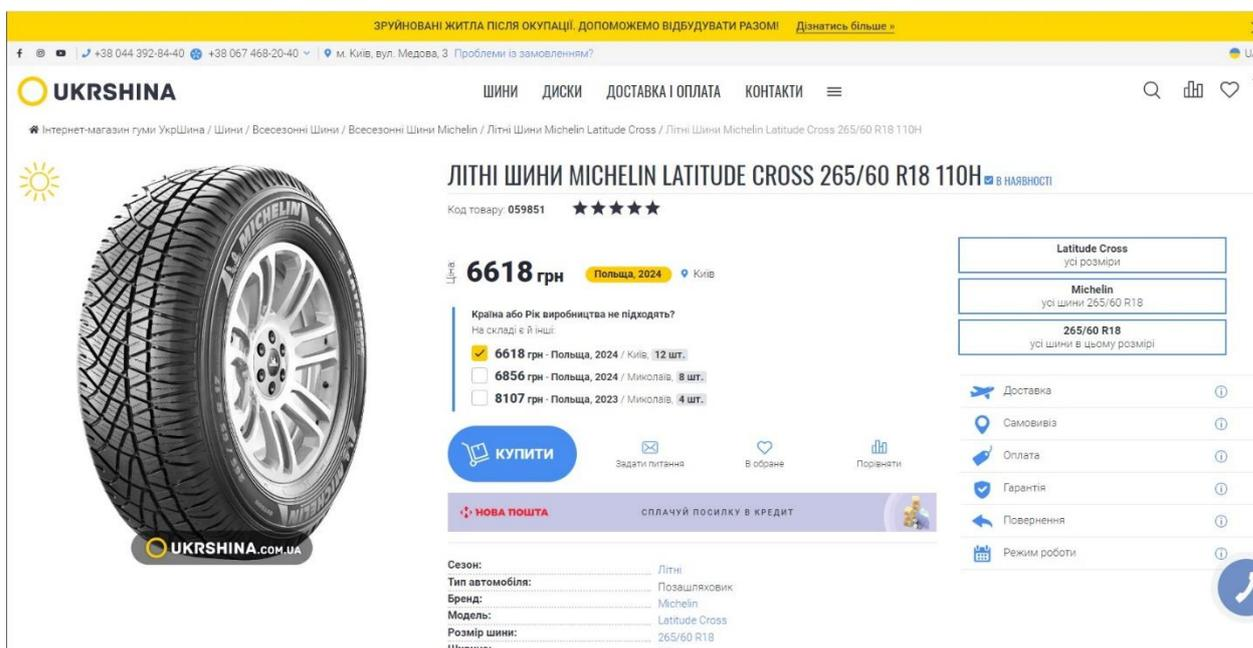 ЗРУЙНОВАНІ ЖИТЛА ПІСЛЯ ОКУПАЦІЇ. ДОПОМОЖЕМО ВІДБУДУВАТИ РАЗОМ! Дізнатись більше »
+38 044 392-84-40 +38 067 468-20-40 м. Київ, вул. Медова, 3 Проблеми із замовленням?
UKRSHINA ШИНИ ДИСКИ ДОСТАВКА І ОПЛАТА КОНТАКТИ
Інтернет-магазин гуми УкрШина / Шини / Всесезонні Шини / Всесезонні Шини Michelin / Літні Шини Michelin Latitude Cross / Літні Шини Michelin Latitude Cross 265/60 R18 110H
ЛІТНІ ШИНИ MICHELIN LATITUDE CROSS 265/60 R18 110H В НАЯВНОСТІ
Код товару: 059851
MICHELIN
Ціна 6618 грн Польща, 2024 Київ
Країна або Рік виробництва не підходять?
На складі є й інші:
6618 грн - Польща, 2024 / Київ, 12 шт.
6856 грн - Польща, 2024 / Миколаїв, 8 шт.
8107 грн - Польща, 2023 / Миколаїв, 4 шт.
КУПИТИ
Задати питання В обране Порівняти
НОВА ПОШТА СПЛАЧУЙ ПОСИЛКУ В КРЕДИТ
Latitude Cross
усі розміри
Michelin
усі шини 265/60 R18
265/60 R18
усі шини в цьому розмірі
Доставка
Самовивіз
Оплата
Гарантія
Повернення
Режим роботи
MICHELIN
UKRSHINA.COM.UA
Сезон: Літні
Тип автомобіля: Позашляховик
Бренд: Michelin
Модель: Latitude Cross
Розмір шини: 265/60 R18